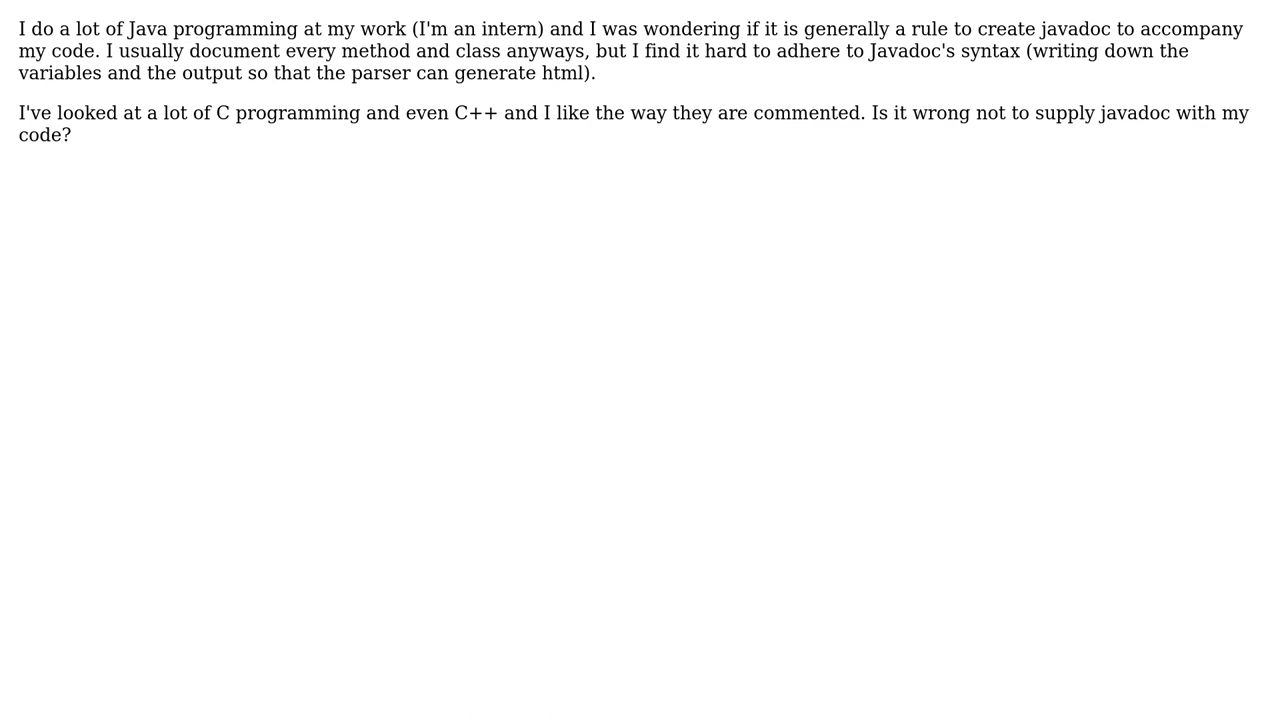 I do a lot of Java programming at my work (I'm an intern) and I was wondering if it is generally a rule to create javadoc to accompany
my code. I usually document every method and class anyways, but I find it hard to adhere to Javadoc's syntax (writing down the
variables and the output so that the parser can generate html).
I've looked at a lot of C programming and even C++ and I like the way they are commented. Is it wrong not to supply javadoc with my
code?